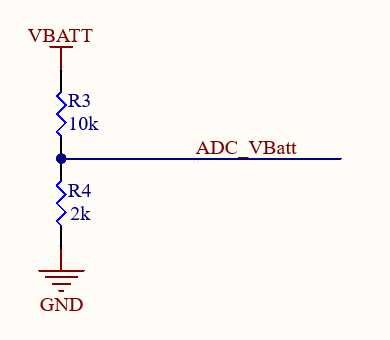 VBATT
R3
10k
ADC_VBatt
R4
2k
GND